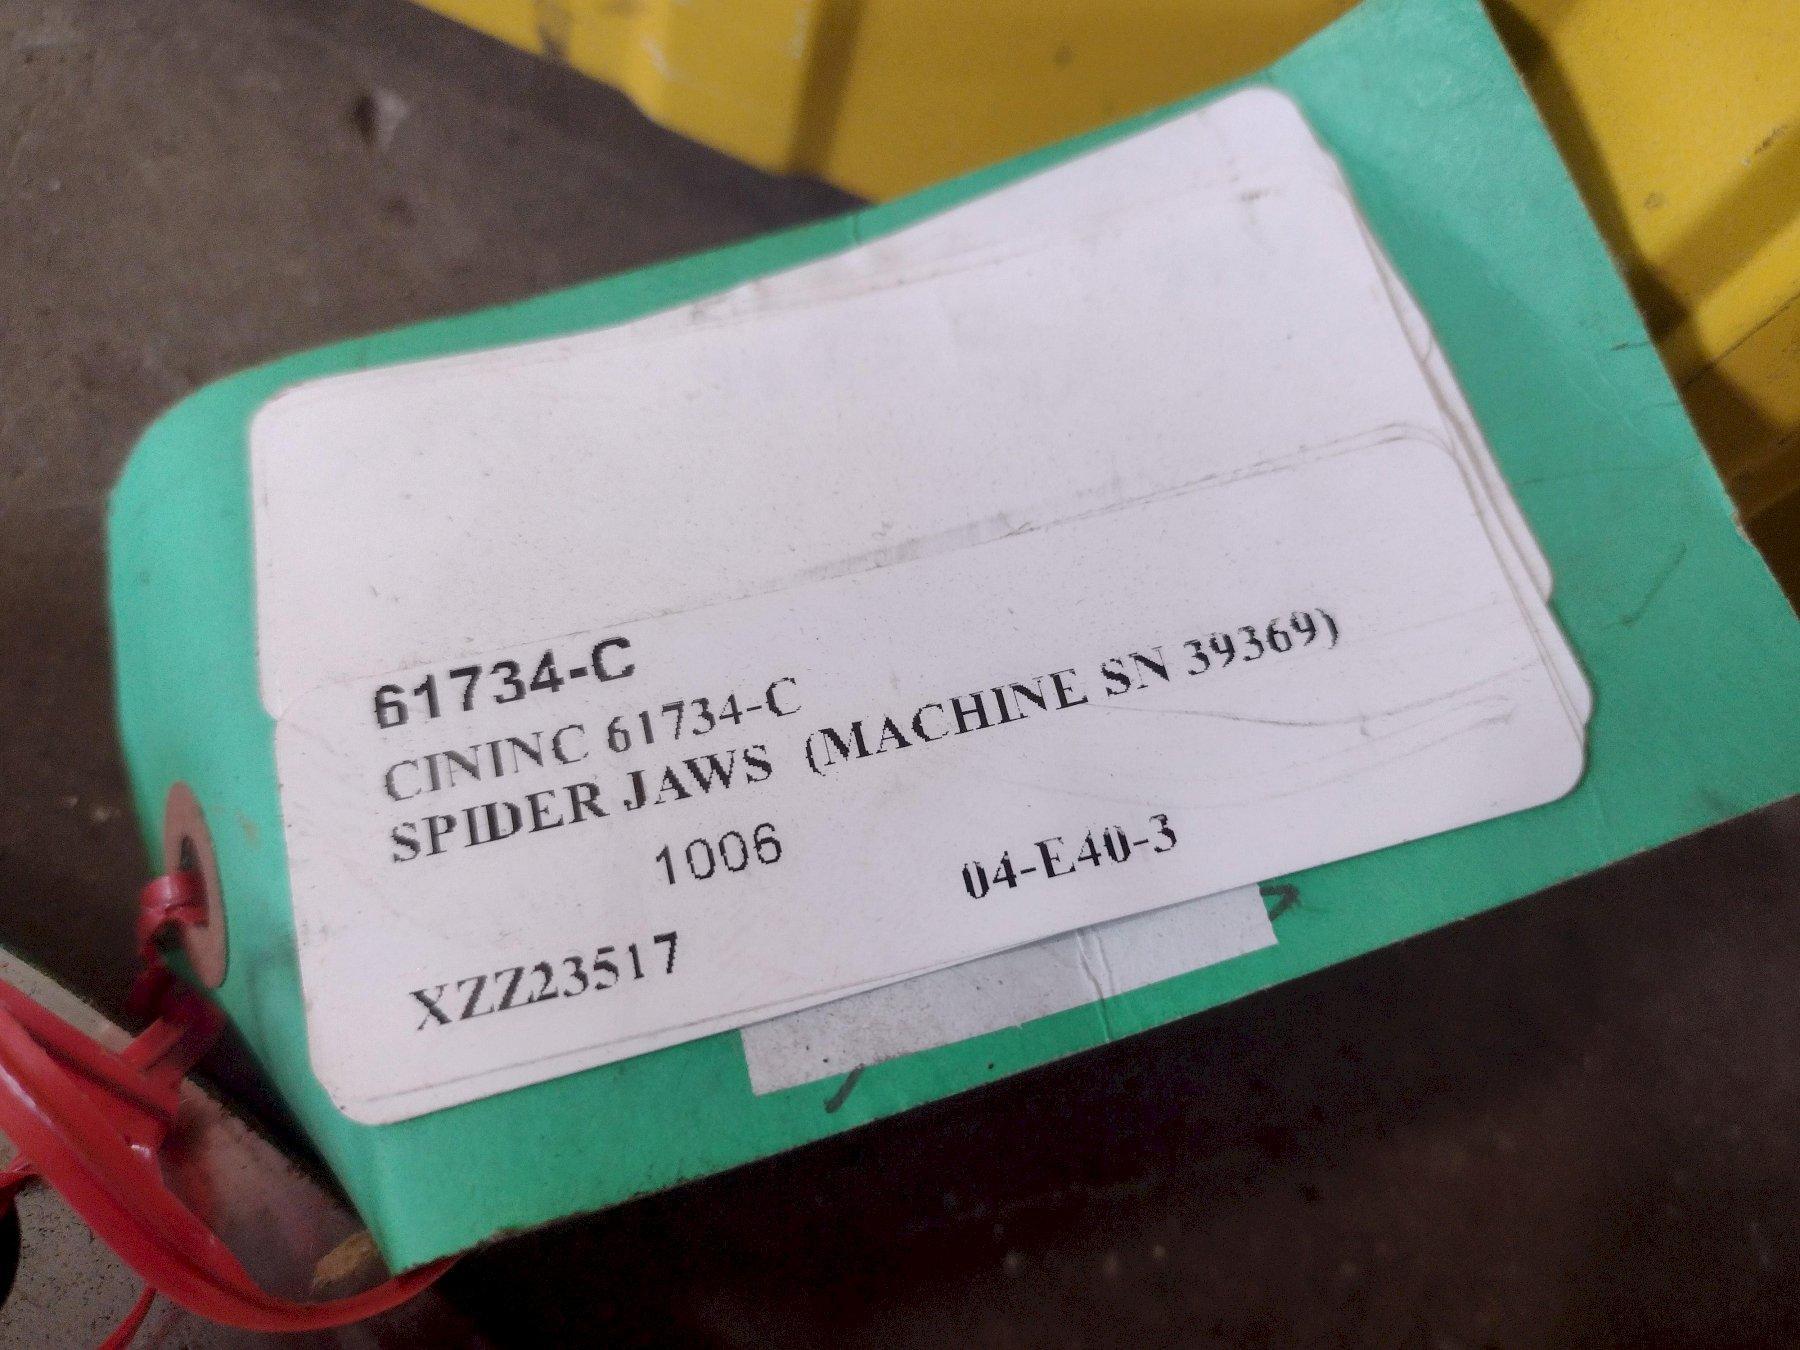 61734-C
CININC 61734-C
SPIDER JAWS (MACHINE SN 39369)
1006 04-E40-3
XZZ23517